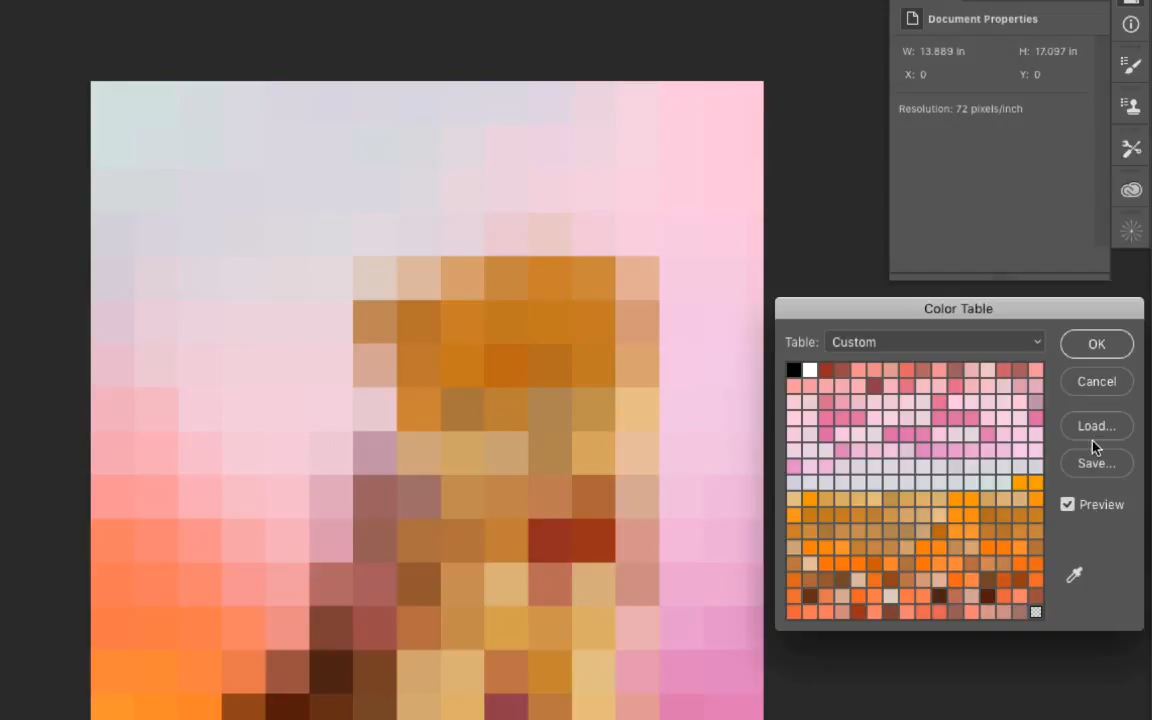 Document Properties
W: 13.889 in H: 17.097 in
X: 0 Y: 0
Resolution: 72 pixels/inch
Color Table
Table: Custom
OK
Cancel
Load...
Save...
Preview